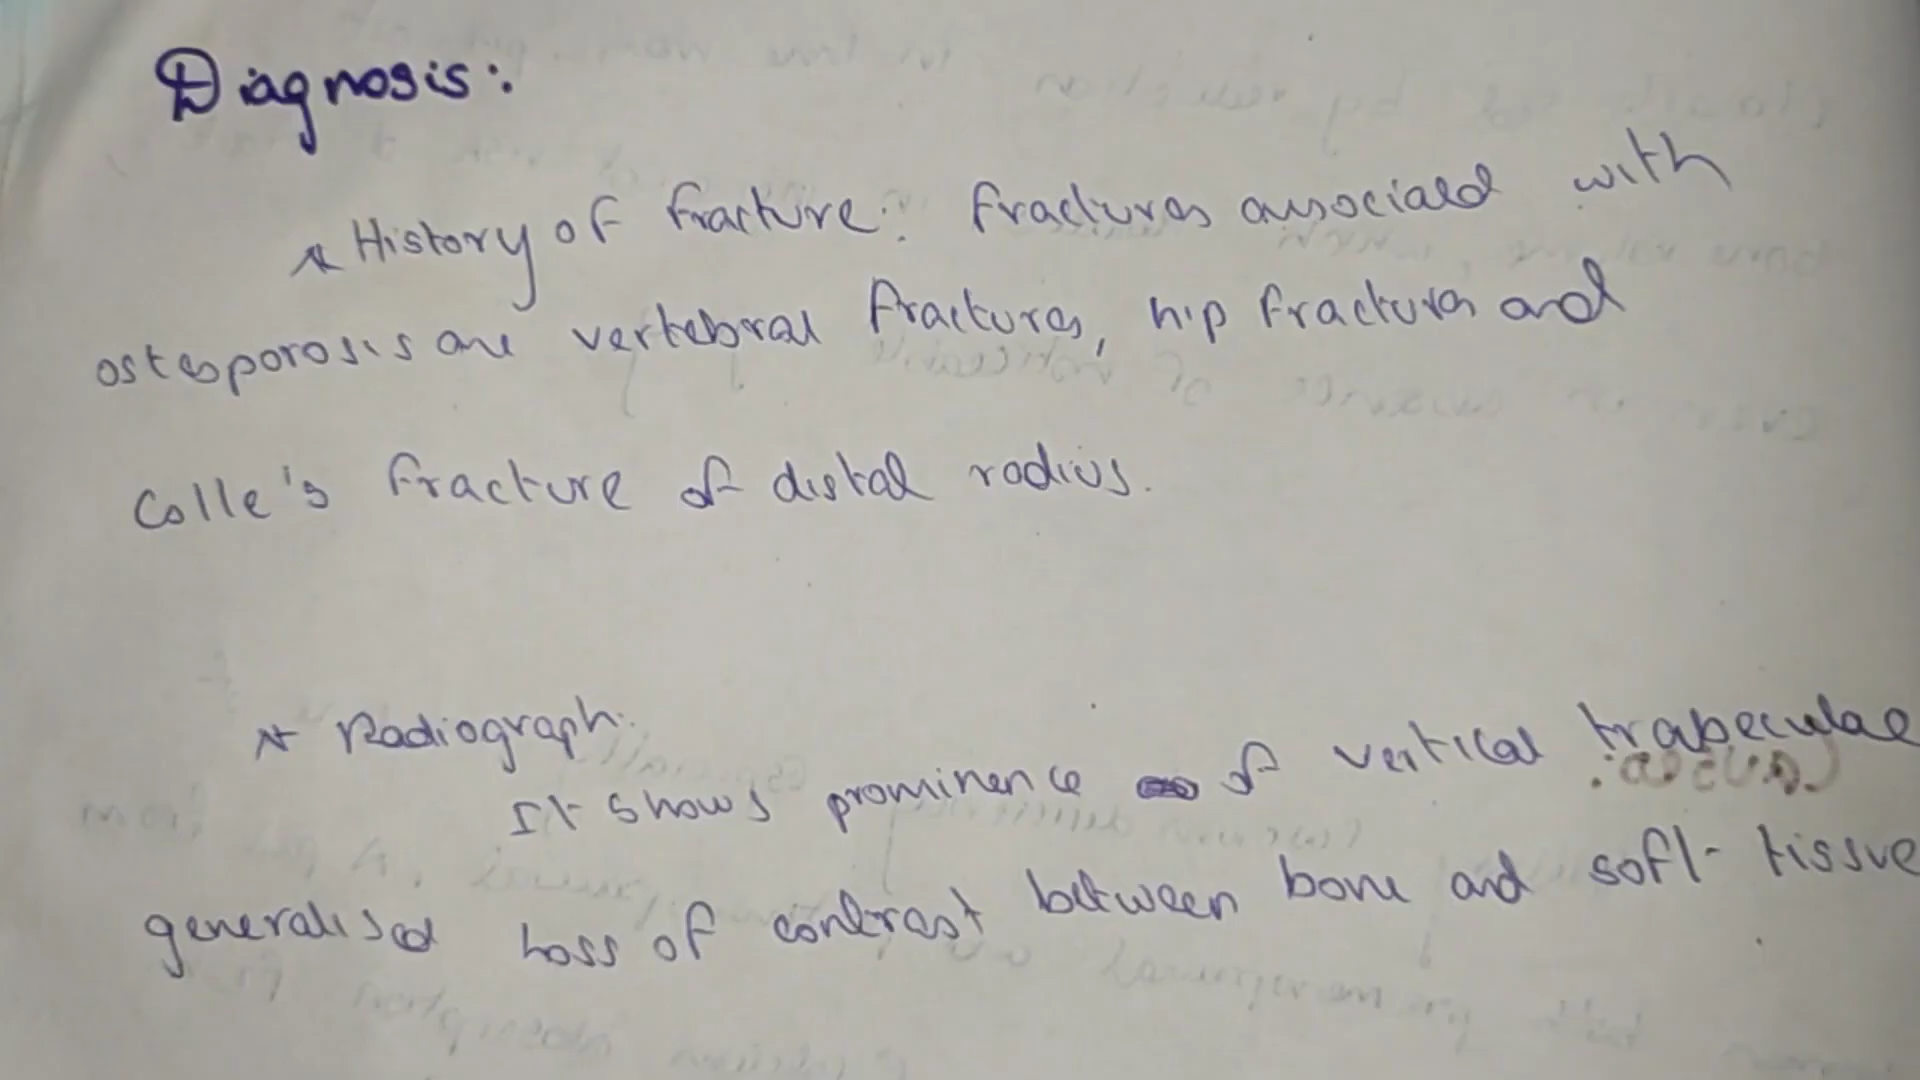 Diagnosis:
* History of fracture: fractures associated with
osteoporosis are vertebral fractures, hip fractures and
Colle's fracture of distal radius.
* Radiograph:
It shows prominence of vertical trabeculae
generalised loss of contrast between bone and soft tissue